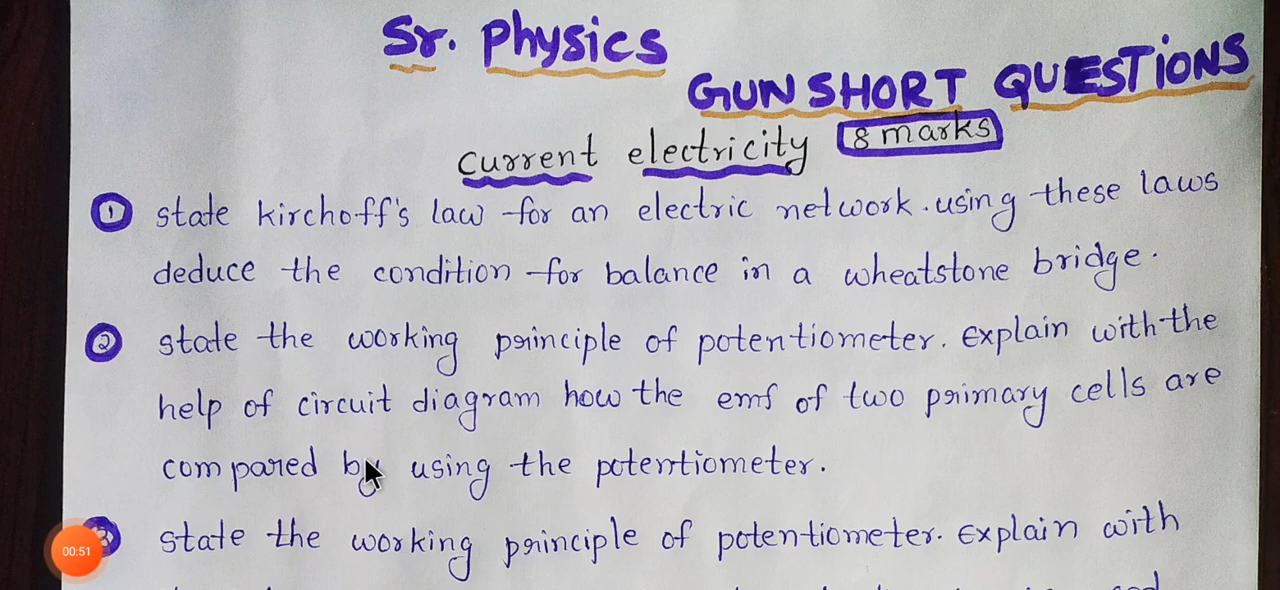 Sr. Physics
GUN SHORT QUESTIONS
current electricity 8 marks
1 state kirchoff's law for an electric network. using these laws
deduce the condition for balance in a wheatstone bridge.
2 state the working principle of potentiometer. Explain with the
help of circuit diagram how the emf of two primary cells are
compared by using the potentiometer.
3 state the working principle of potentiometer. Explain with
00:51